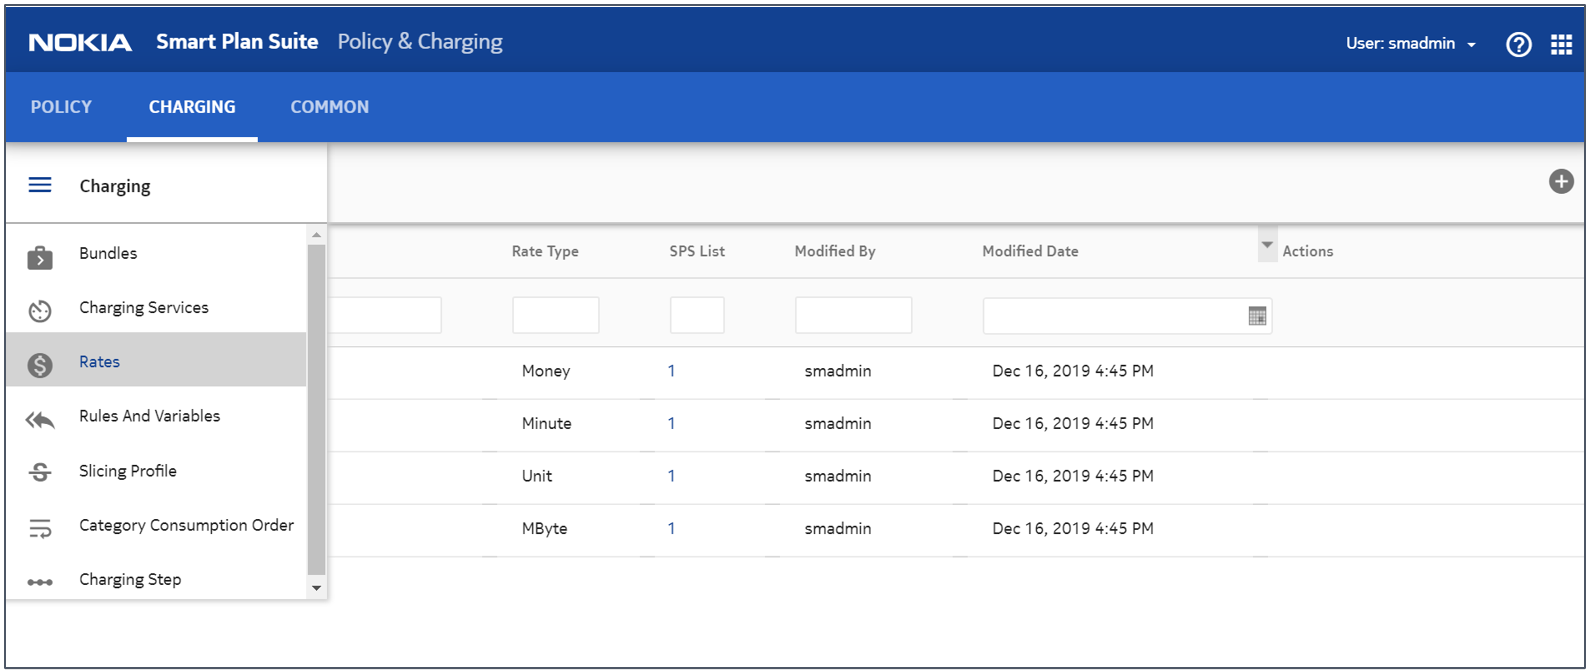 NOKIA Smart Plan Suite Policy & Charging User: smadmin
POLICY CHARGING COMMON
Charging
Bundles
Charging Services
Rates
Rules And Variables
Slicing Profile
Category Consumption Order
Charging Step
Rate Type SPS List Modified By Modified Date Actions
Money 1 smadmin Dec 16, 2019 4:45 PM
Minute 1 smadmin Dec 16, 2019 4:45 PM
Unit 1 smadmin Dec 16, 2019 4:45 PM
MByte 1 smadmin Dec 16, 2019 4:45 PM